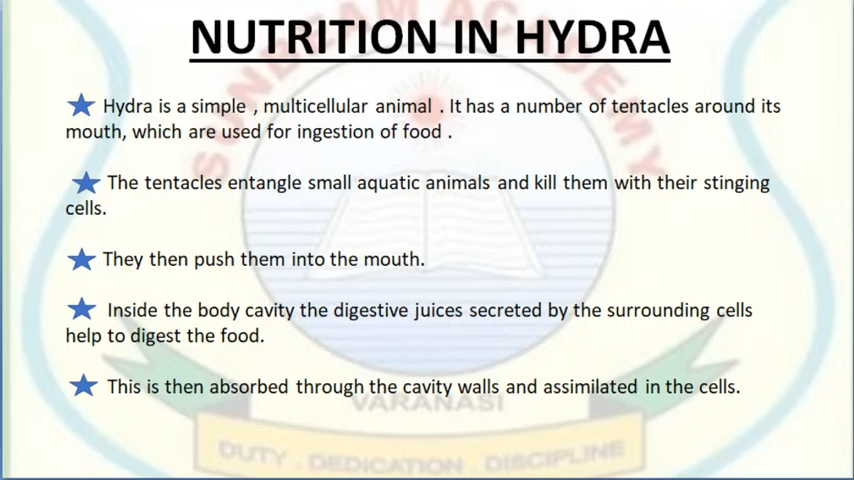 NUTRITION IN HYDRA
Hydra is a simple , multicellular animal . It has a number of tentacles around its
mouth, which are used for ingestion of food .
The tentacles entangle small aquatic animals and kill them with their stinging
cells.
They then push them into the mouth.
Inside the body cavity the digestive juices secreted by the surrounding cells
help to digest the food.
This is then absorbed through the cavity walls and assimilated in the cells.
SUNBEAM ACADEMY
VARANASI
DUTY . DEDICATION . DISCIPLINE